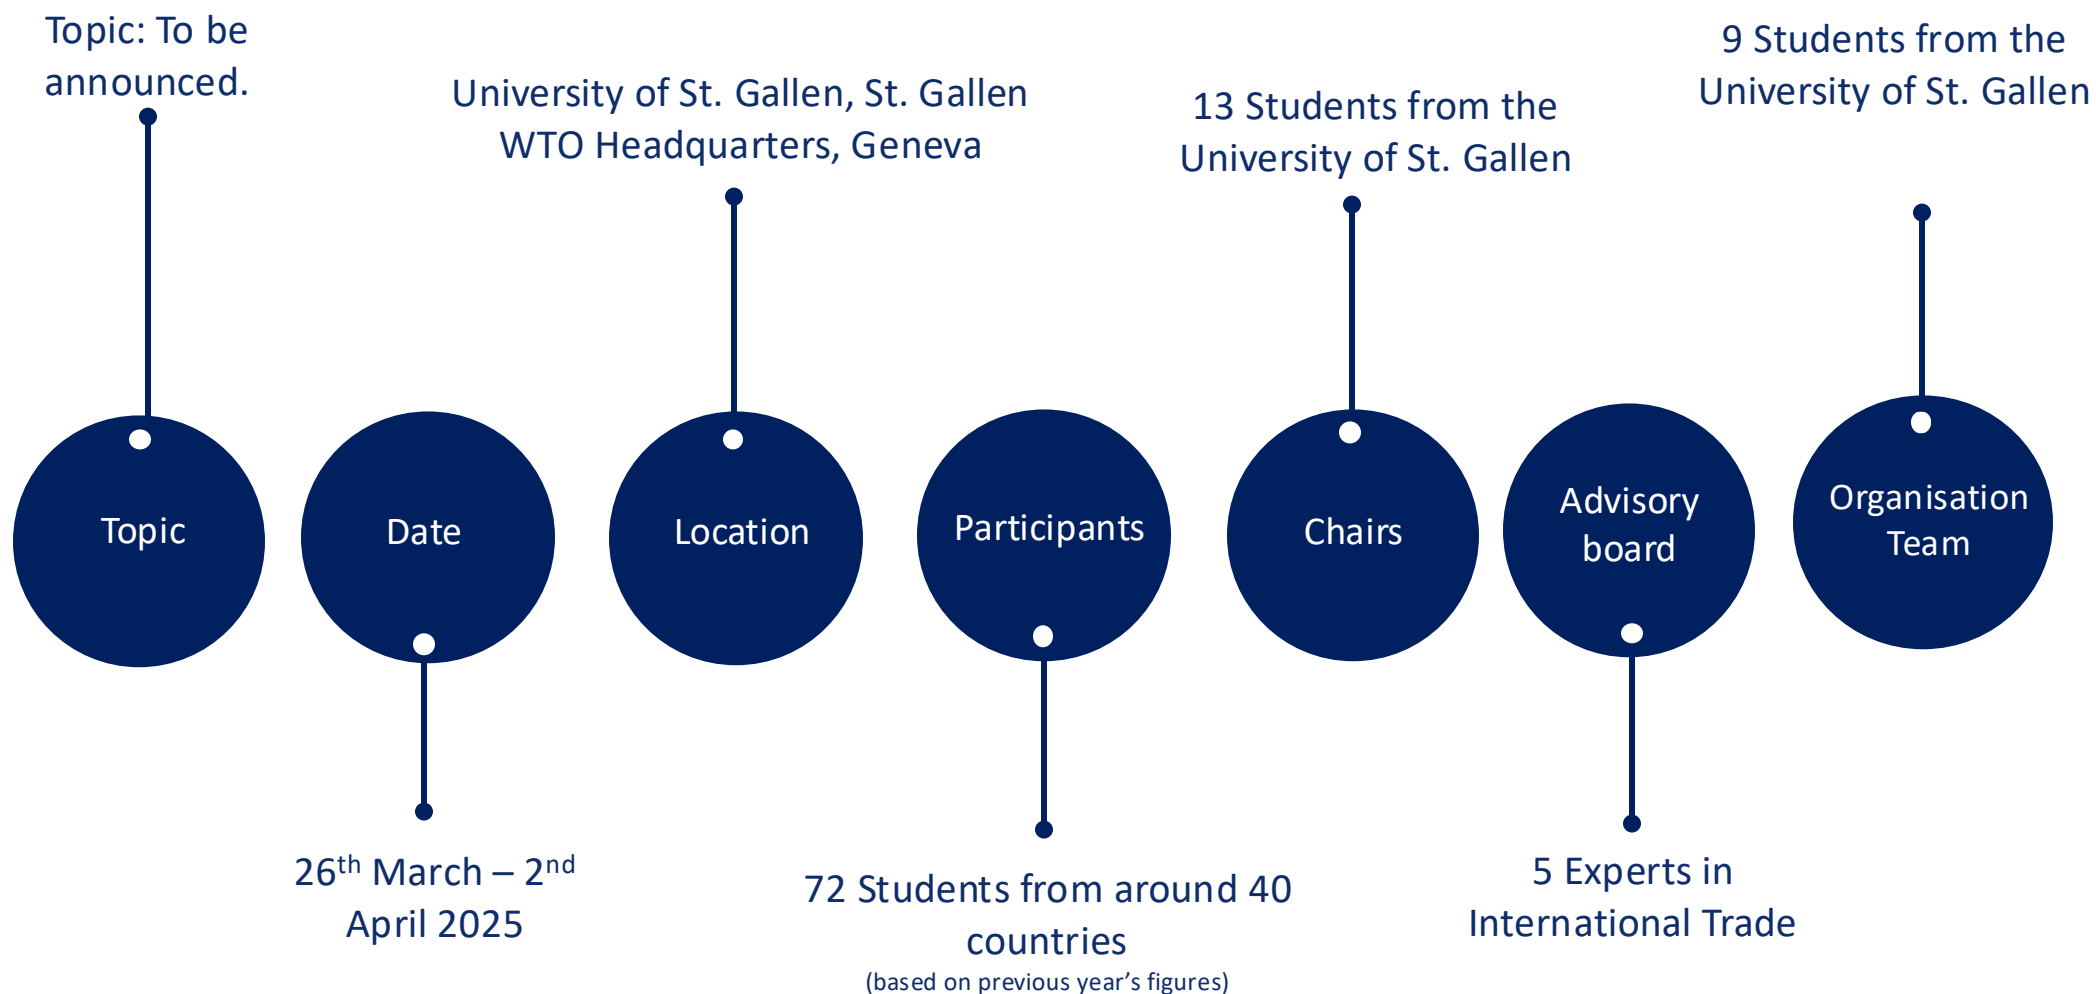 Topic: To be
announced.
University of St. Gallen, St. Gallen
WTO Headquarters, Geneva
13 Students from the
University of St. Gallen
9 Students from the
University of St. Gallen
Topic
Date
Location
Participants
Chairs
Advisory
board
Organisation
Team
26th March – 2nd
April 2025
72 Students from around 40
countries
(based on previous year’s figures)
5 Experts in
International Trade